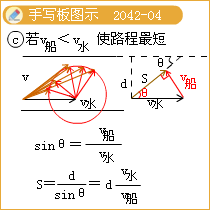 手写板图示 2042-04
ⓒ若v船＜v水 使路程最短
v
v水
θ
d
S
v船
θ
v水
sinθ＝v船/v水
S＝d/sinθ＝d v水/v船